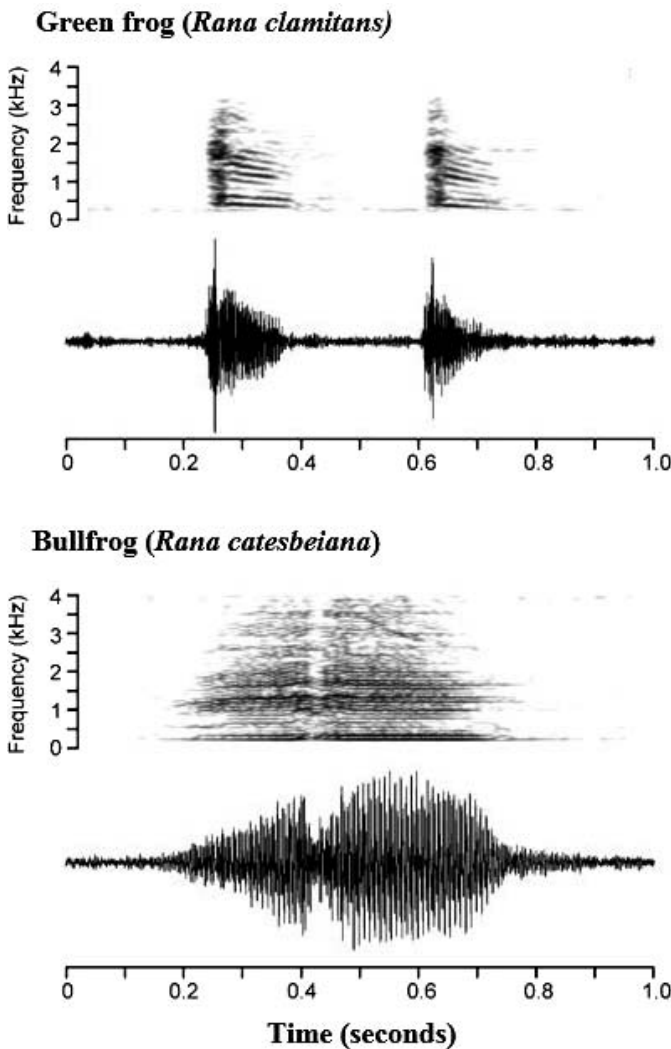 Green frog (Rana clamitans)
Frequency (kHz)
4
3
2
1
0
0 0.2 0.4 0.6 0.8 1.0
Bullfrog (Rana catesbeiana)
Frequency (kHz)
4
3
2
1
0
0 0.2 0.4 0.6 0.8 1.0
Time (seconds)